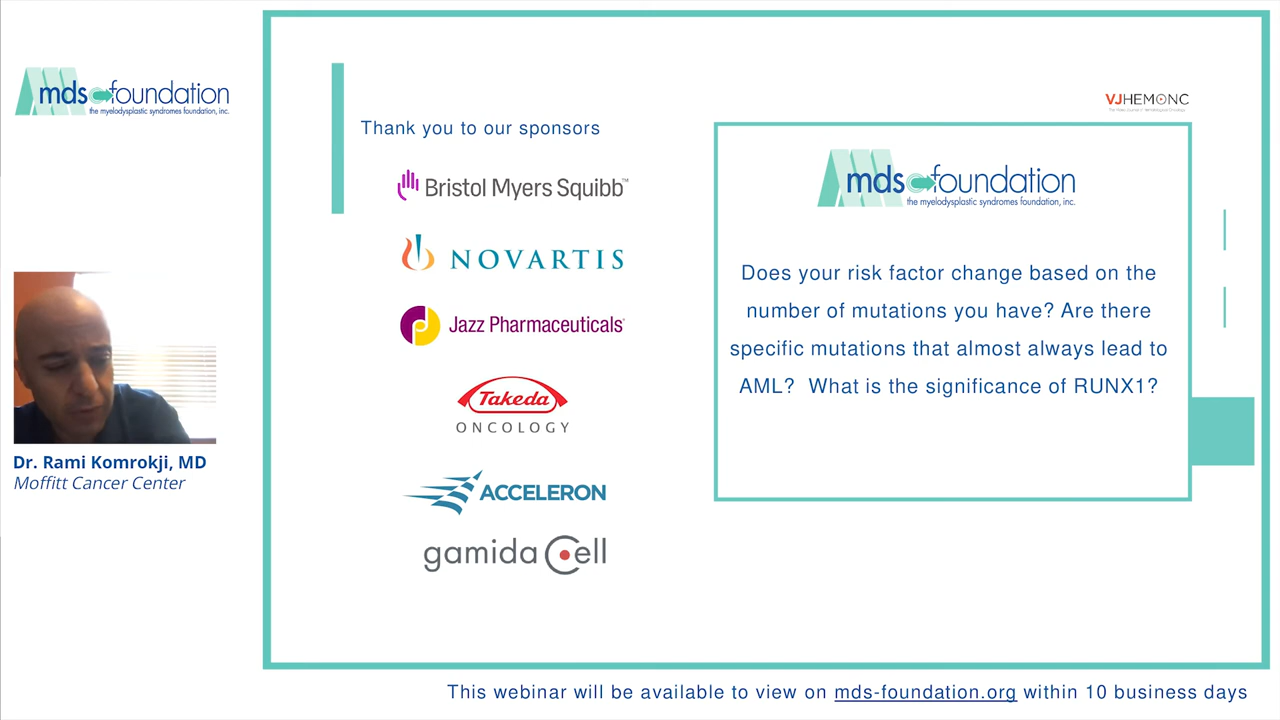 mds foundation
the myelodysplastic syndromes foundation, inc.
Dr. Rami Komrokji, MD
Moffitt Cancer Center
Thank you to our sponsors
Bristol Myers Squibb™
NOVARTIS
Jazz Pharmaceuticals
Takeda
ONCOLOGY
ACCELERON
gamida Cell
VJHEMONC
mds foundation
the myelodysplastic syndromes foundation, inc.
Does your risk factor change based on the
number of mutations you have? Are there
specific mutations that almost always lead to
AML? What is the significance of RUNX1?
This webinar will be available to view on mds-foundation.org within 10 business days